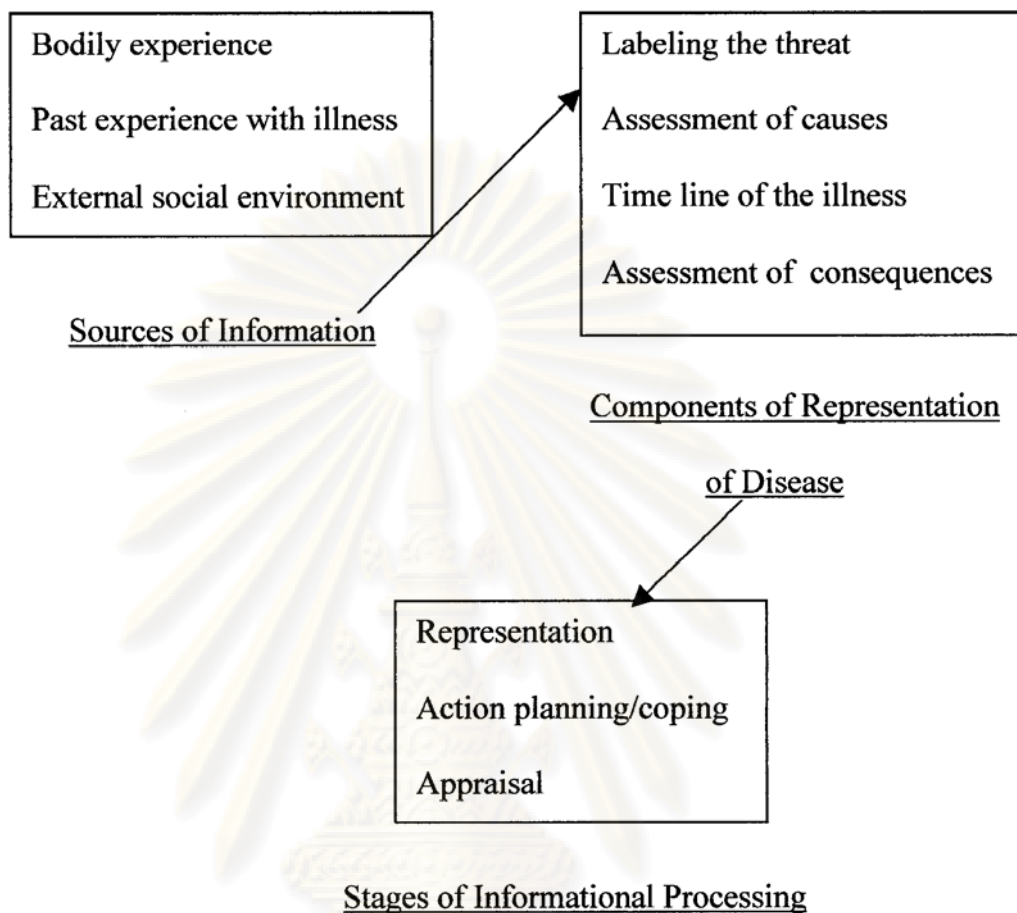 Bodily experience
Past experience with illness
External social environment
Sources of Information
Labeling the threat
Assessment of causes
Time line of the illness
Assessment of consequences
Components of Representation
of Disease
Representation
Action planning/coping
Appraisal
Stages of Informational Processing